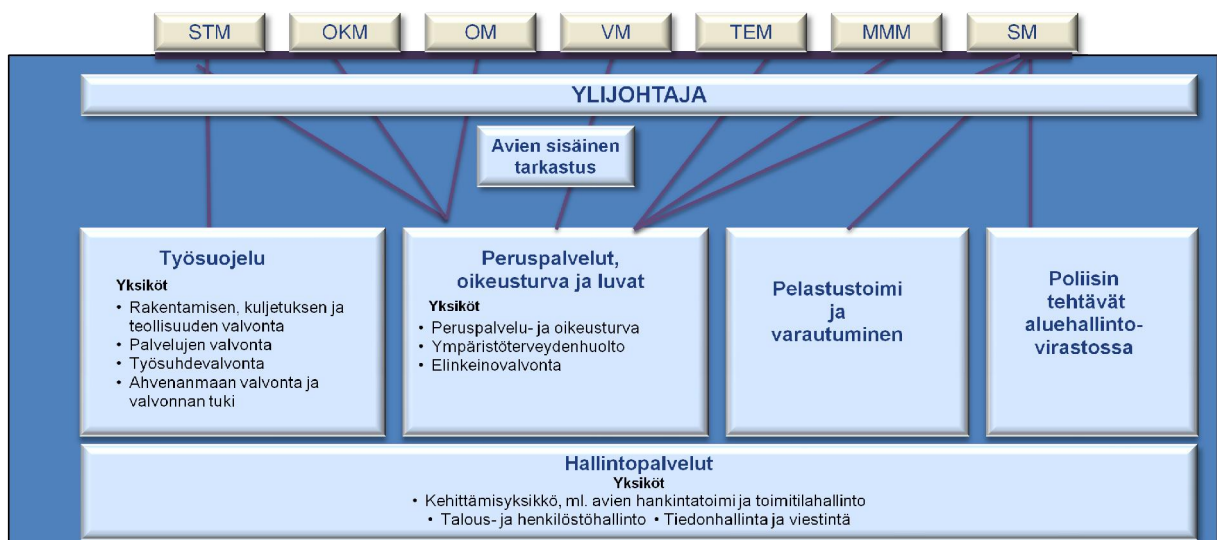 STM
OKM
OM
VM
TEM
MMM
SM
YLIJOHTAJA
Avien sisäinen
tarkastus
Työsuojelu
Yksiköt
• Rakentamisen, kuljetuksen ja
teollisuuden valvonta
• Palvelujen valvonta
• Työsuhdevalvonta
• Ahvenanmaan valvonta ja
valvonnan tuki
Peruspalvelut,
oikeusturva ja luvat
Yksiköt
• Peruspalvelu- ja oikeusturva
• Ympäristöterveydenhuolto
• Elinkeinovalvonta
Pelastustoimi
ja
varautuminen
Poliisin
tehtävät
aluehallinto-
virastossa
Hallintopalvelut
Yksiköt
• Kehittämisyksikkö, ml. avien hankintatoimi ja toimitilahallinto
• Talous- ja henkilöstöhallinto • Tiedonhallinta ja viestintä